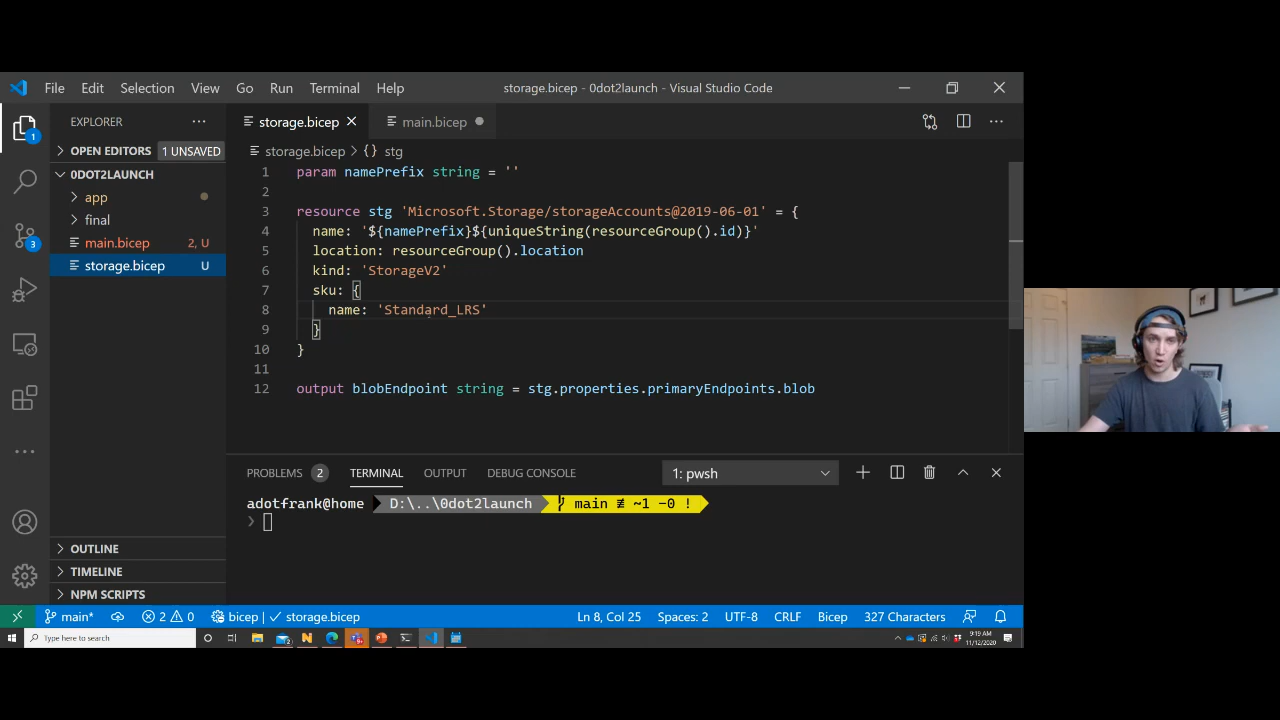 File Edit Selection View Go Run Terminal Help storage.bicep - 0dot2launch - Visual Studio Code
EXPLORER
1
OPEN EDITORS 1 UNSAVED
0DOT2LAUNCH
app
final
main.bicep 2, U
storage.bicep U
3
OUTLINE
TIMELINE
NPM SCRIPTS
storage.bicep main.bicep
storage.bicep > {} stg
1 param namePrefix string = ''
2
3 resource stg 'Microsoft.Storage/storageAccounts@2019-06-01' = {
4 name: '${namePrefix}${uniqueString(resourceGroup().id)}'
5 location: resourceGroup().location
6 kind: 'StorageV2'
7 sku: {
8 name: 'Standard_LRS'
9 }
10 }
11
12 output blobEndpoint string = stg.properties.primaryEndpoints.blob
PROBLEMS 2 TERMINAL OUTPUT DEBUG CONSOLE 1: pwsh
adotfrank@home D:\..\0dot2launch main ≢ ~1 -0 !
❯
main* 2 0 bicep | ✓ storage.bicep Ln 8, Col 25 Spaces: 2 UTF-8 CRLF Bicep 327 Characters
Type here to search
9:19 AM
11/12/2020